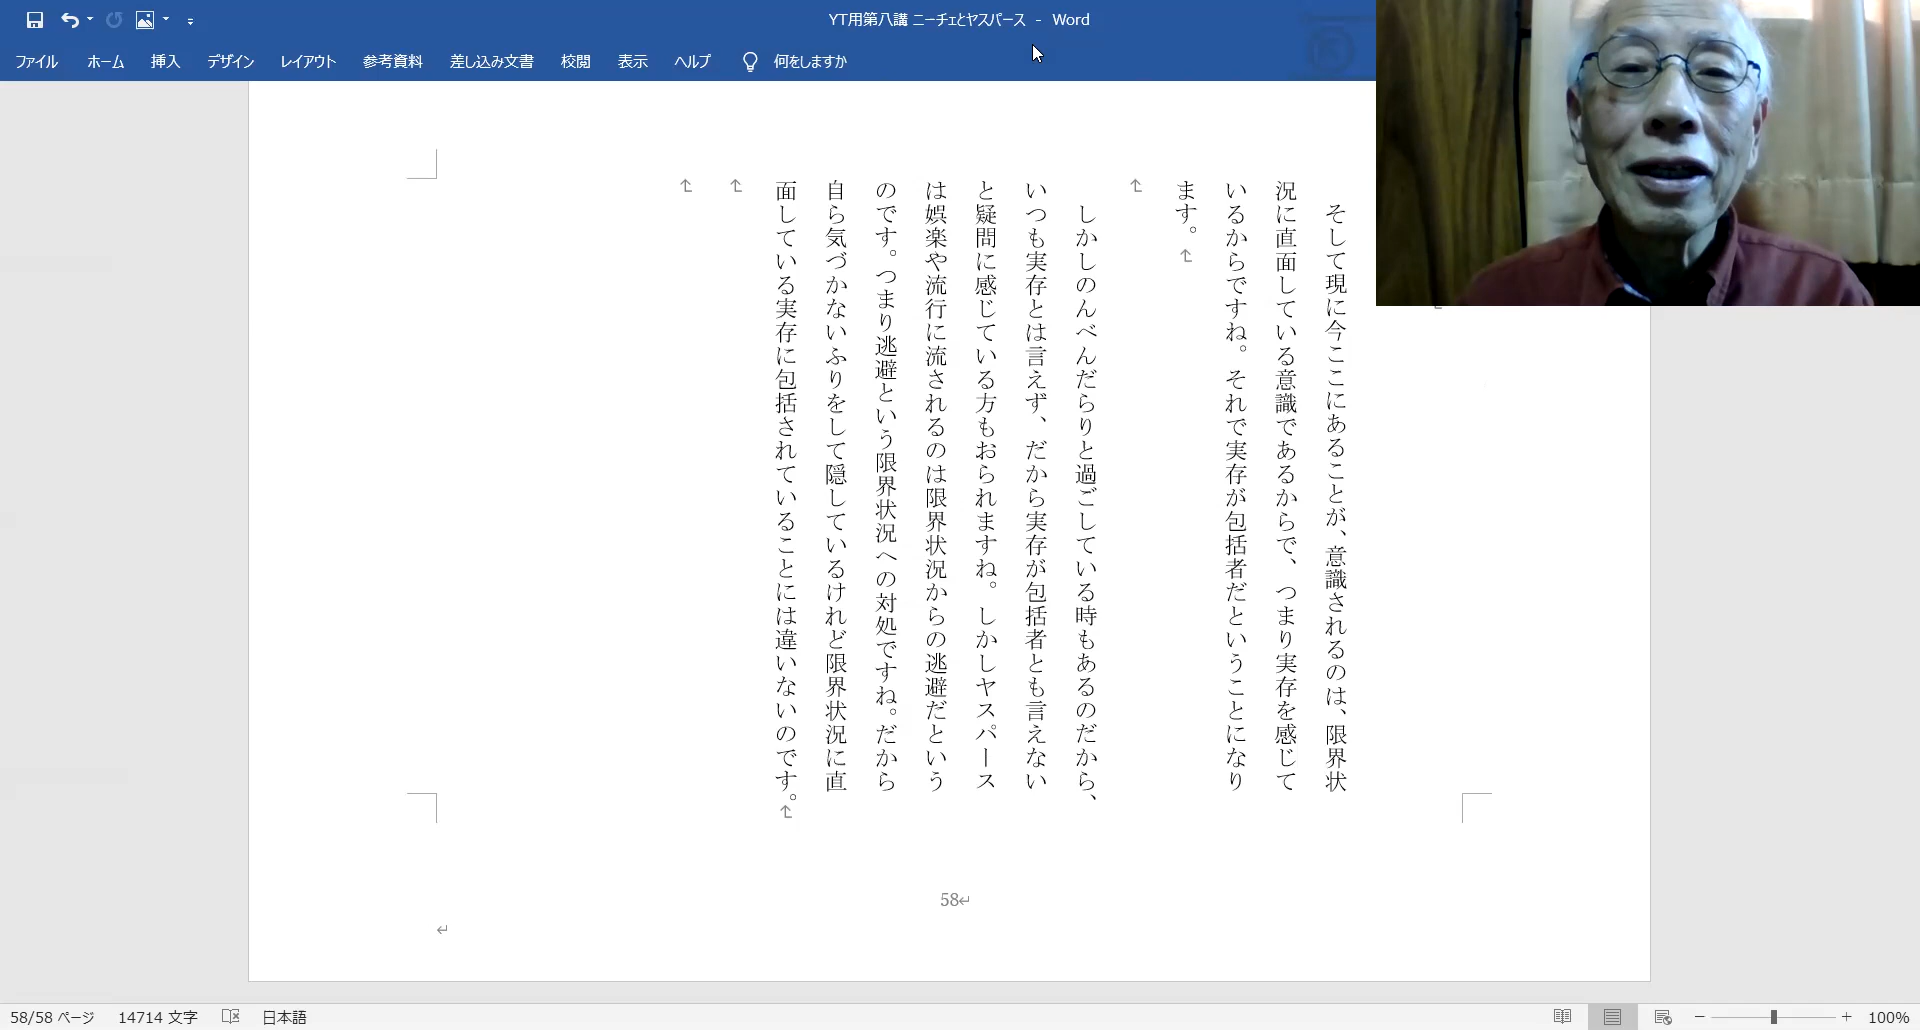 YT用第八講 ニーチェとヤスパース - Word
ファイル ホーム 挿入 デザイン レイアウト 参考資料 差し込み文書 校閲 表示 ヘルプ 何をしますか
そして現に今ここにあることが、意識されるのは、限界状
況に直面している意識であるからで、つまり実存を感じて
いるからですね。それで実存が包括者だということになり
ます。
しかしのんべんだらりと過ごしている時もあるのだから、
いつも実存とは言えず、だから実存が包括者とも言えない
と疑問に感じている方もおられますね。しかしヤスパース
は娯楽や流行に流されるのは限界状況からの逃避だという
のです。つまり逃避という限界状況への対処ですね。だから
自ら気づかないふりをして隠しているけれど限界状況に直
面している実存に包括されていることには違いないのです。
58
58/58 ページ 14714 文字 日本語 100%